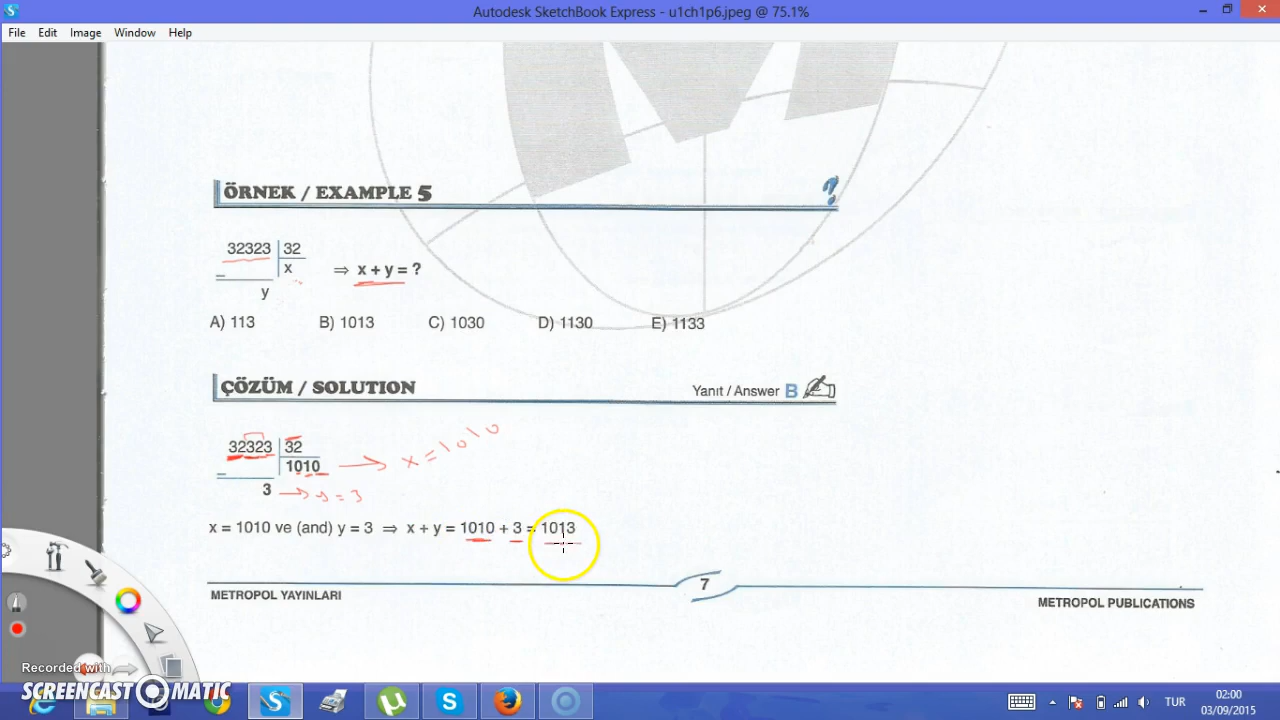 Autodesk SketchBook Express - u1ch1p6.jpeg @ 75.1%
File Edit Image Window Help
ÖRNEK / EXAMPLE 5
32323 32
x
y
⇒ x + y = ?
A) 113 B) 1013 C) 1030 D) 1130 E) 1133
ÇÖZÜM / SOLUTION
Yanıt / Answer B
32323 32
1010 → x = 1010
3 → y = 3
x = 1010 ve (and) y = 3 ⇒ x + y = 1010 + 3 = 1013
METROPOL YAYINLARI
7
METROPOL PUBLICATIONS
Recorded with
SCREENCAST O MATIC
TUR
02:00
03/09/2015